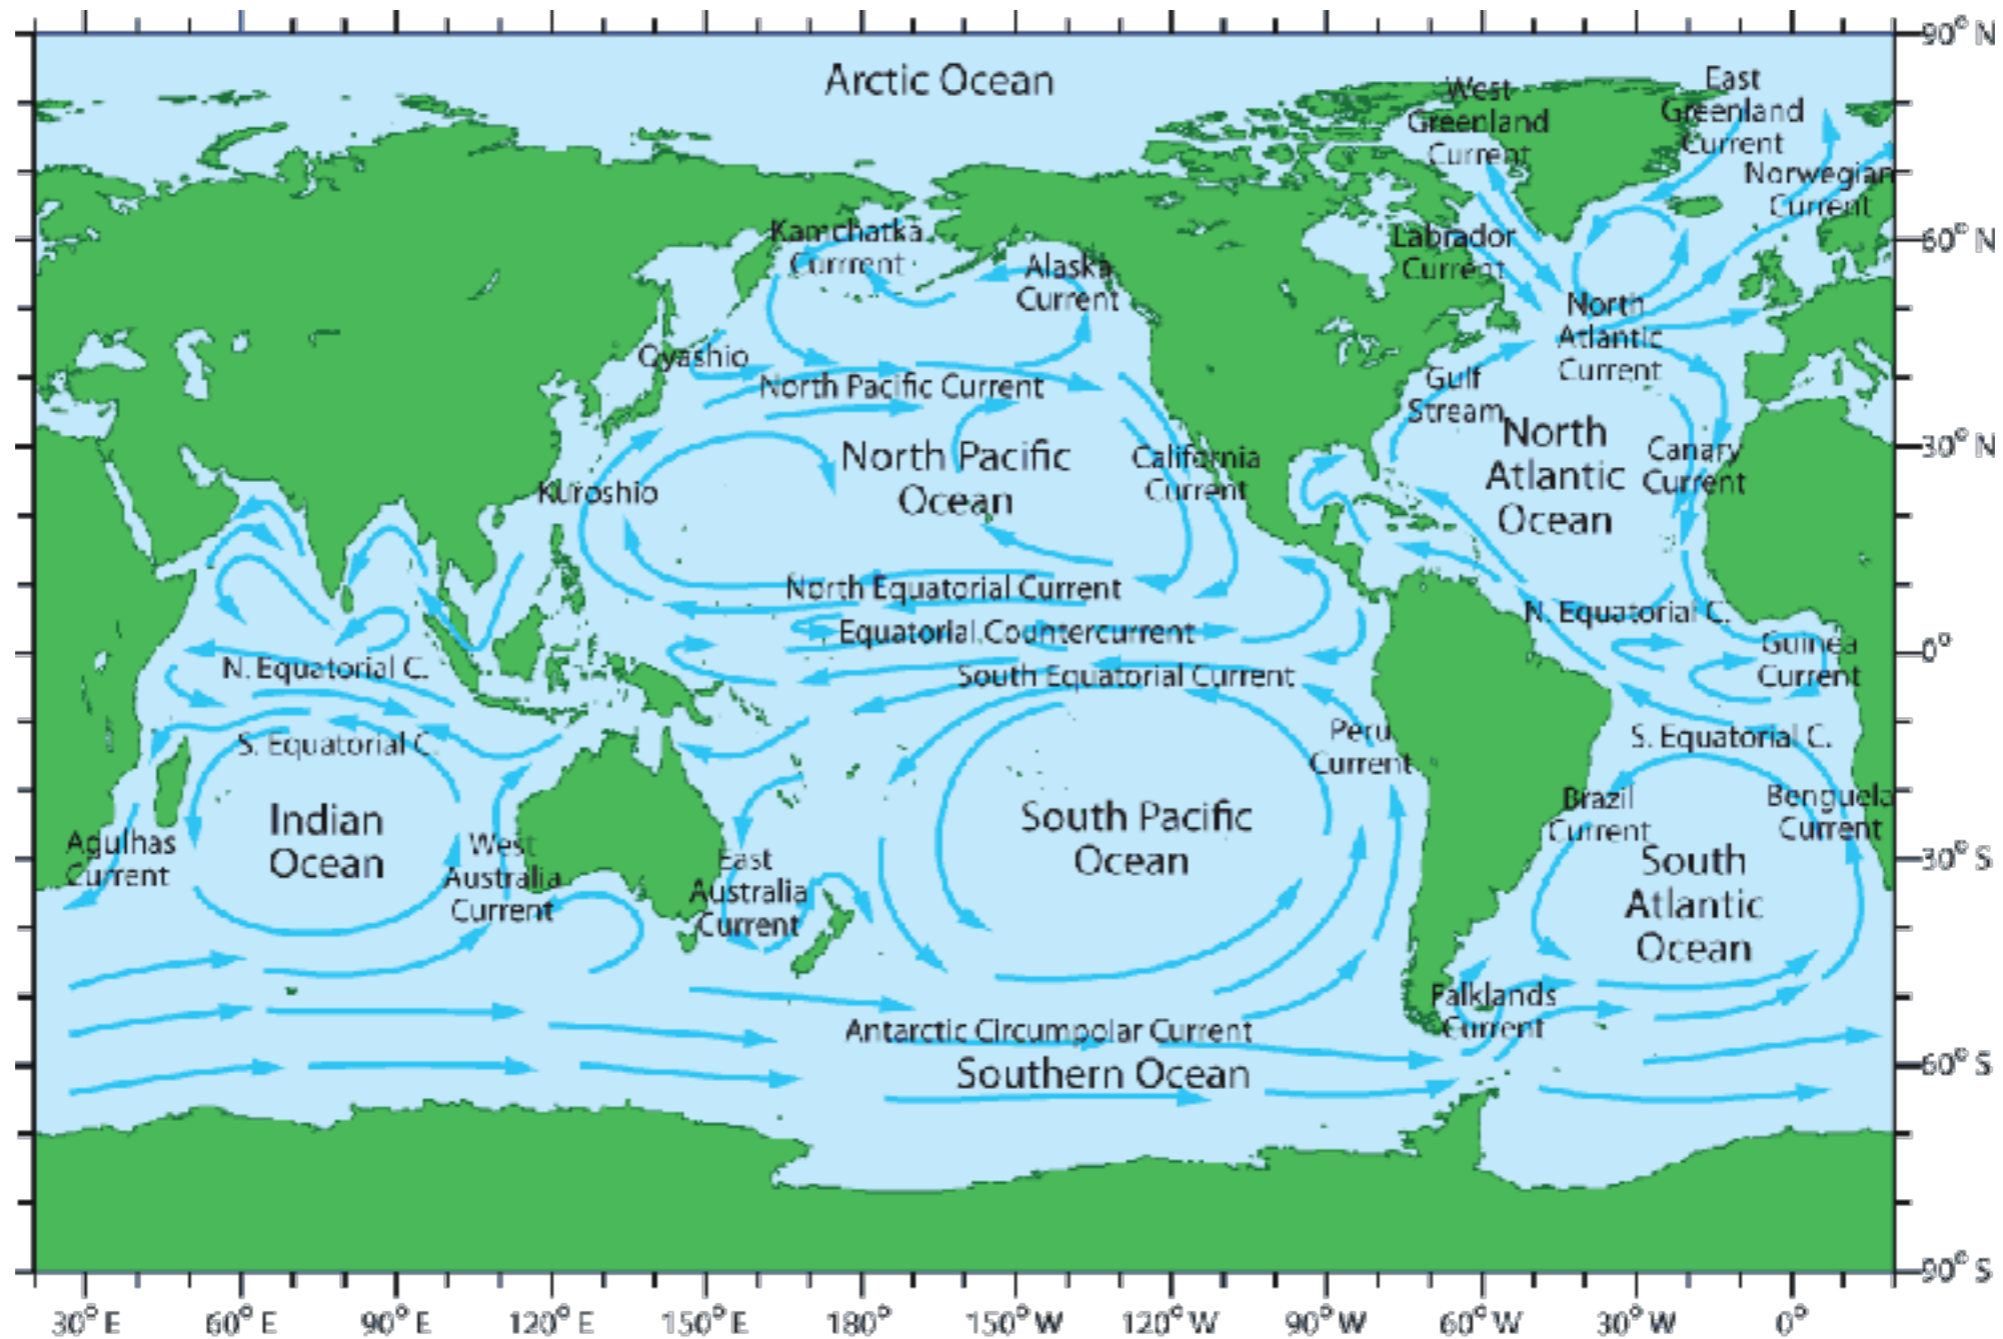 90° N
Arctic Ocean
West
Greenland
Current
East
Greenland
Current
Norwegian
Current
Kamchatka
Currrent
Alaska
Current
Labrador
Current
60° N
North
Atlantic
Current
Oyashio
North Pacific Current
Gulf
Stream
North Pacific
Ocean
California
Current
North
Atlantic
Ocean
Canary
Current
30° N
Kuroshio
North Equatorial Current
N. Equatorial C.
Equatorial Countercurrent
Guinea
Current
0°
N. Equatorial C.
South Equatorial Current
S. Equatorial C.
Peru
Current
S. Equatorial C.
Indian
Ocean
South Pacific
Ocean
Brazil
Current
Benguela
Current
Agulhas
Current
West
Australia
Current
East
Australia
Current
South
Atlantic
Ocean
30° S
Falklands
Current
Antarctic Circumpolar Current
Southern Ocean
60° S
90° S
30° E
60° E
90° E
120° E
150° E
180°
150° W
120° W
90° W
60° W
30° W
0°